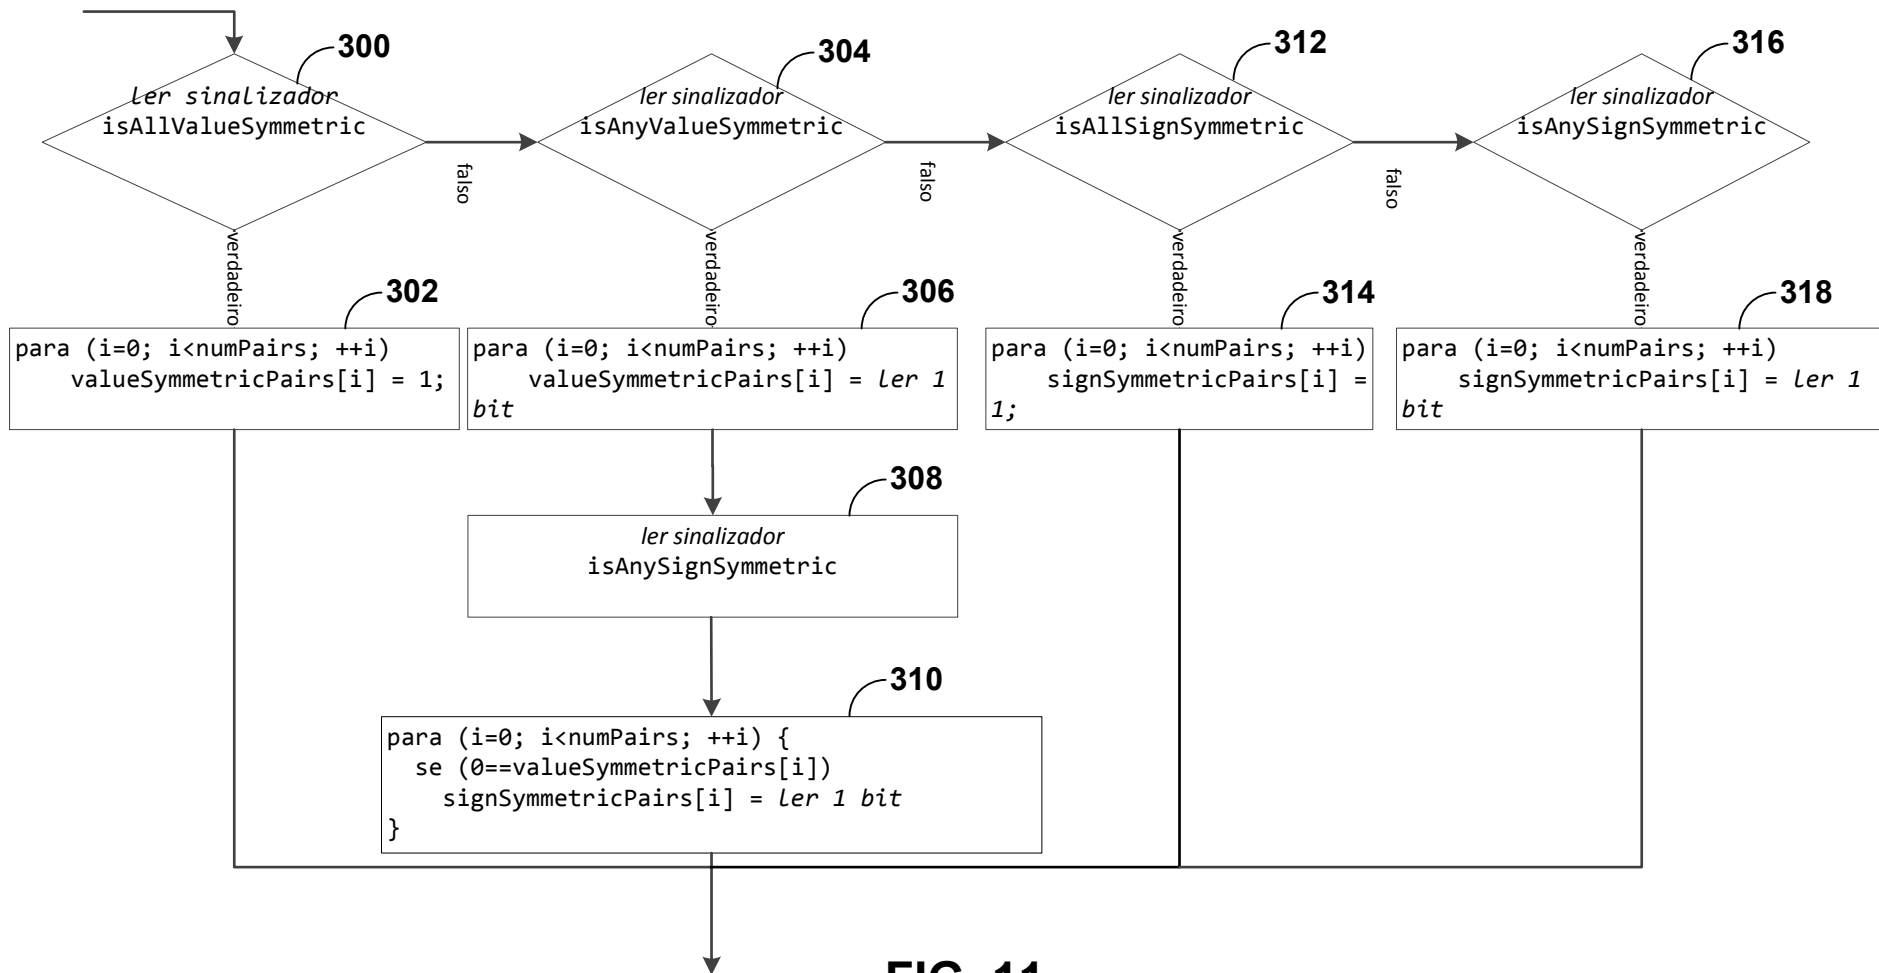 300
304
312
316
ler sinalizador
isAllValueSymmetric
ler sinalizador
isAnyValueSymmetric
ler sinalizador
isAllSignSymmetric
ler sinalizador
isAnySignSymmetric
falso
falso
falso
verdadeiro
verdadeiro
verdadeiro
verdadeiro
302
306
314
318
para (i=0; i<numPairs; ++i)
valueSymmetricPairs[i] = 1;
para (i=0; i<numPairs; ++i)
valueSymmetricPairs[i] = ler 1
bit
para (i=0; i<numPairs; ++i)
signSymmetricPairs[i] =
1;
para (i=0; i<numPairs; ++i)
signSymmetricPairs[i] = ler 1
bit
308
ler sinalizador
isAnySignSymmetric
310
para (i=0; i<numPairs; ++i) {
se (0==valueSymmetricPairs[i])
signSymmetricPairs[i] = ler 1 bit
}
FIG. 11